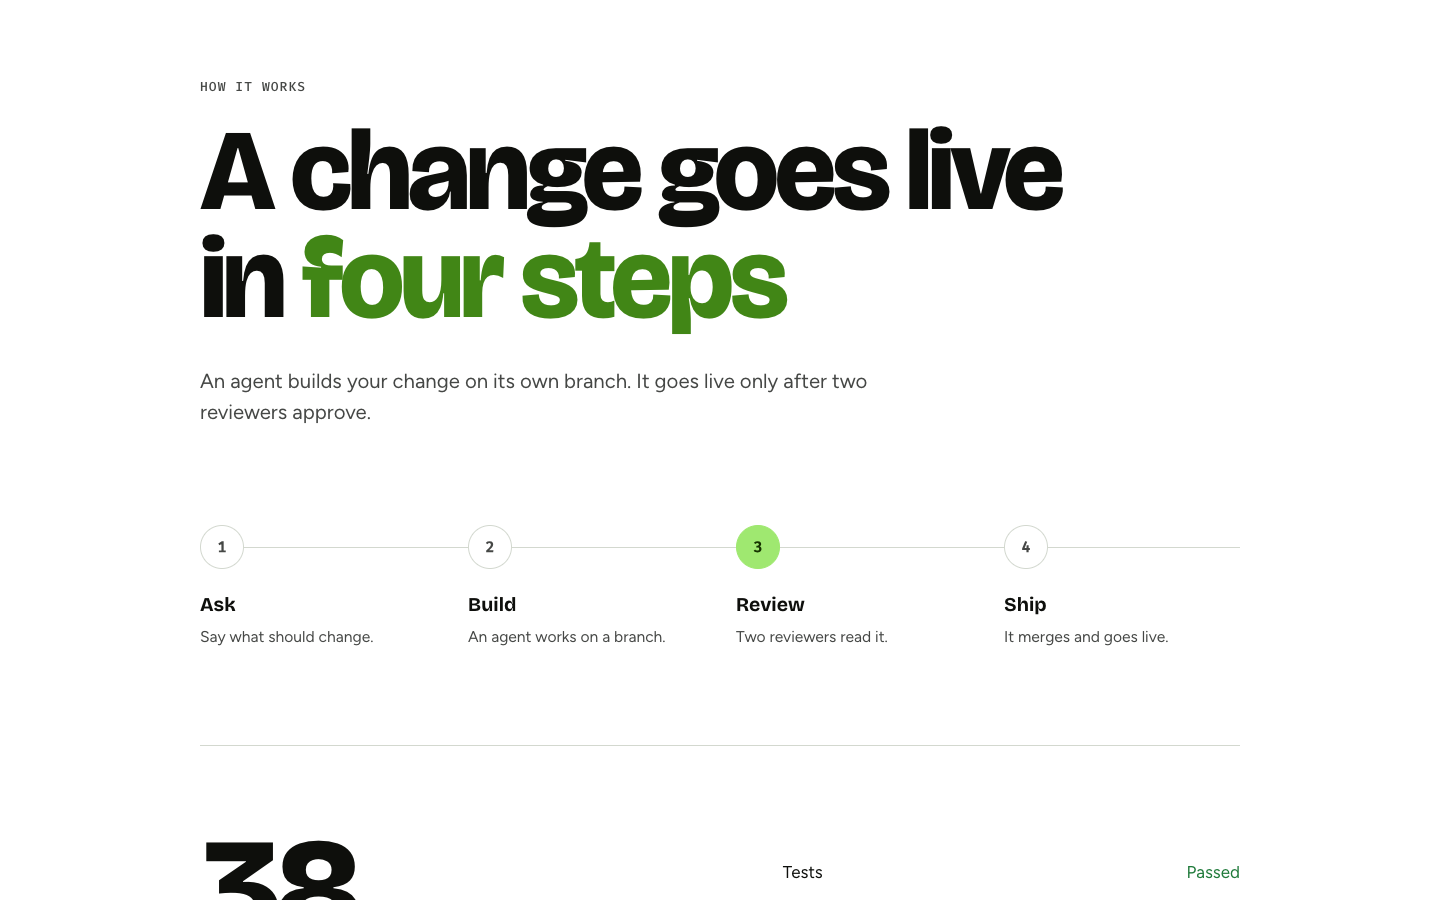 HOW IT WORKS
A change goes live
in four steps
An agent builds your change on its own branch. It goes live only after two
reviewers approve.
1
2
3
4
Ask
Build
Review
Ship
Say what should change.
An agent works on a branch.
Two reviewers read it.
It merges and goes live.
38
Tests
Passed